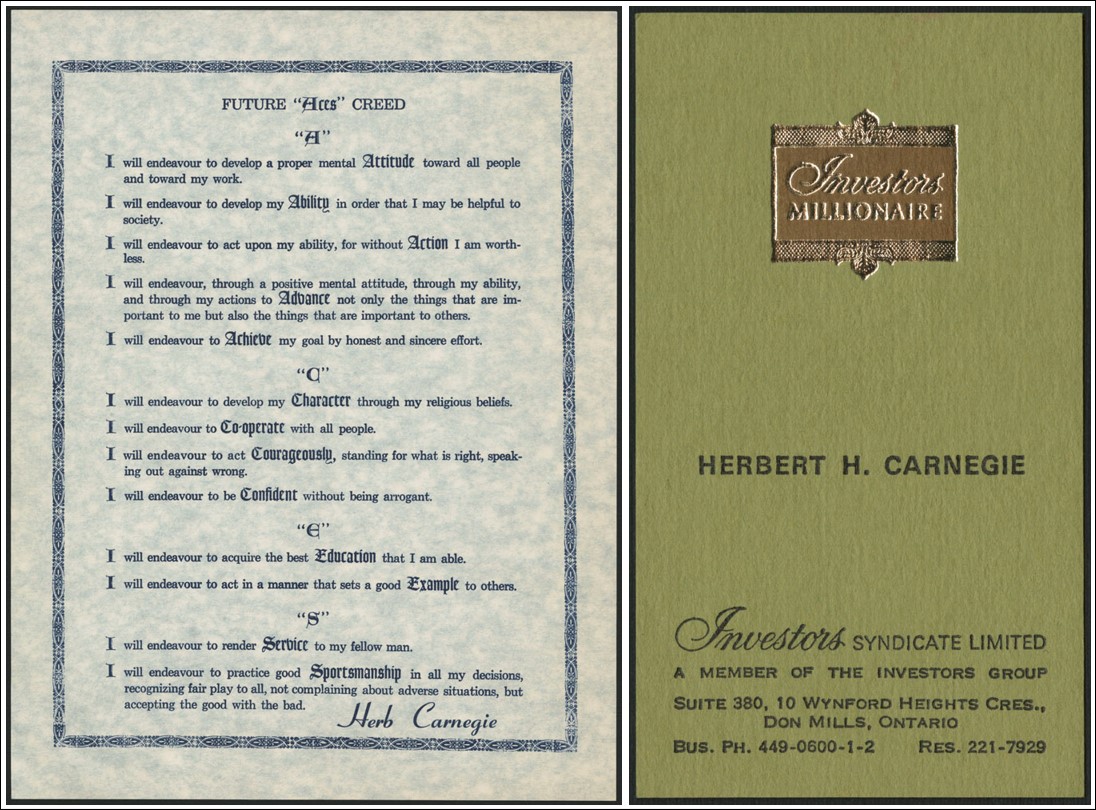 FUTURE “Aces” CREED
“A”
I will endeavour to develop a proper mental Attitude toward all people
and toward my work.
I will endeavour to develop my Ability in order that I may be helpful to
society.
I will endeavour to act upon my ability, for without Action I am worth-
less.
I will endeavour, through a positive mental attitude, through my ability,
and through my actions to Advance not only the things that are im-
portant to me but also the things that are important to others.
I will endeavour to Achieve my goal by honest and sincere effort.
“C”
I will endeavour to develop my Character through my religious beliefs.
I will endeavour to Co-operate with all people.
I will endeavour to act Courageously, standing for what is right, speak-
ing out against wrong.
I will endeavour to be Confident without being arrogant.
“E”
I will endeavour to acquire the best Education that I am able.
I will endeavour to act in a manner that sets a good Example to others.
“S”
I will endeavour to render Service to my fellow man.
I will endeavour to practice good Sportsmanship in all my decisions,
recognizing fair play to all, not complaining about adverse situations, but
accepting the good with the bad.
Herb Carnegie
Investors
MILLIONAIRE
HERBERT H. CARNEGIE
Investors SYNDICATE LIMITED
A MEMBER OF THE INVESTORS GROUP
SUITE 380, 10 WYNFORD HEIGHTS CRES.,
DON MILLS, ONTARIO
BUS. PH. 449-0600-1-2 RES. 221-7929